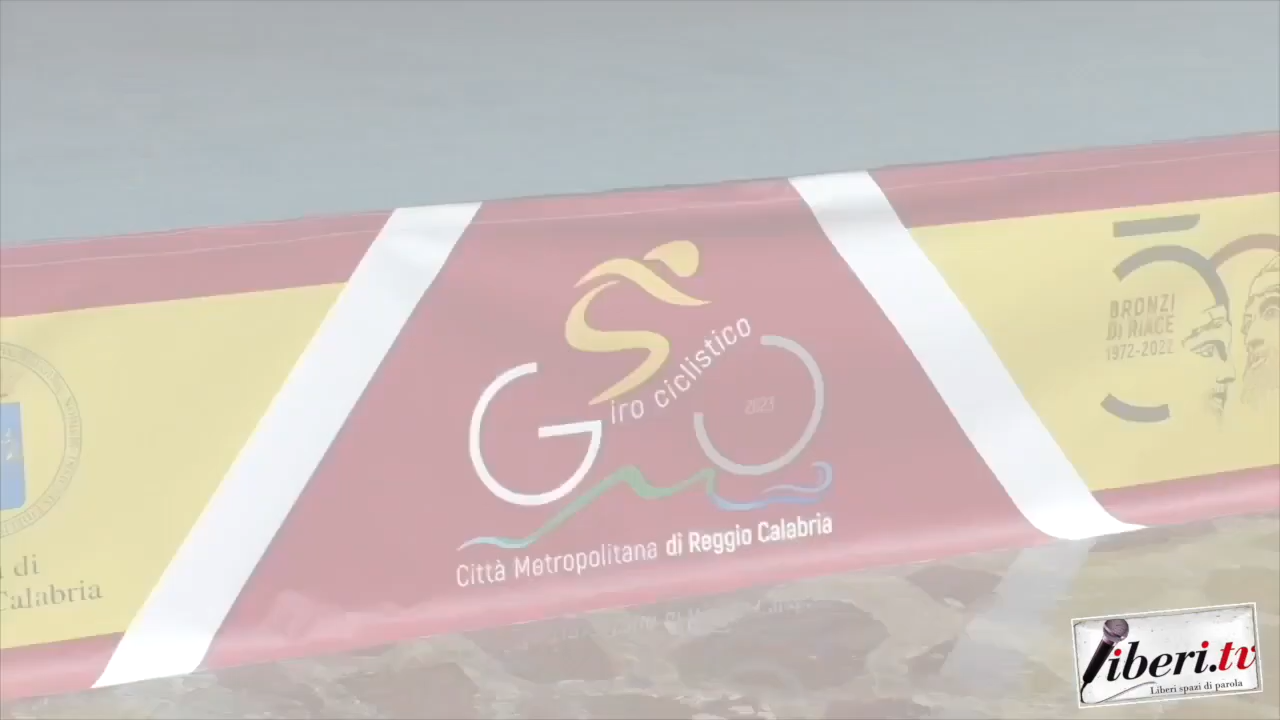 Giro ciclistico
2023
Città Metropolitana di Reggio Calabria
BRONZI
DI RIACE
1972-2022
di
Calabria
liberi.tv
Liberi spazi di parola